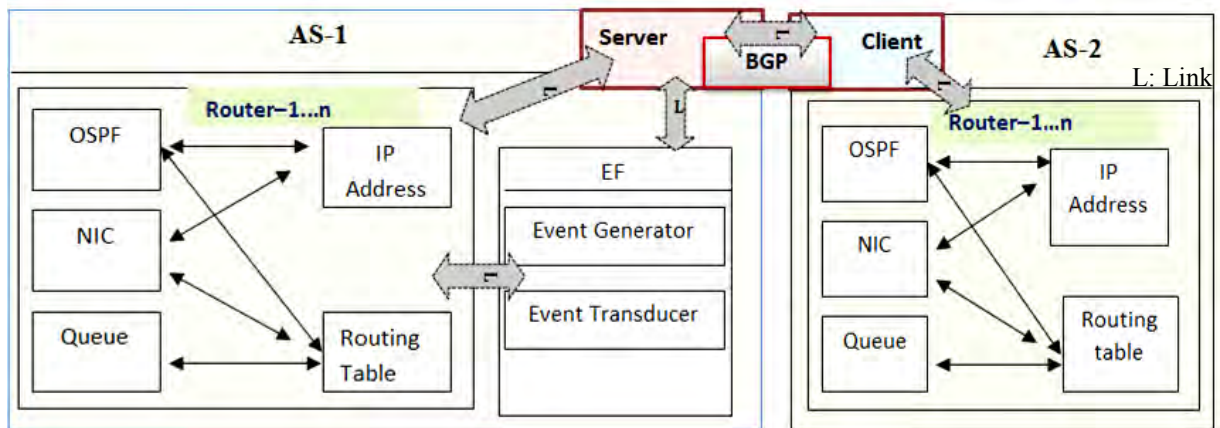 AS-1
Server
L
BGP
Client
AS-2
L: Link
L
L
L
Router-1...n
OSPF
IP
Address
NIC
Queue
Routing
Table
L
EF
Event Generator
Event Transducer
Router-1...n
OSPF
IP
Address
NIC
Queue
Routing
table